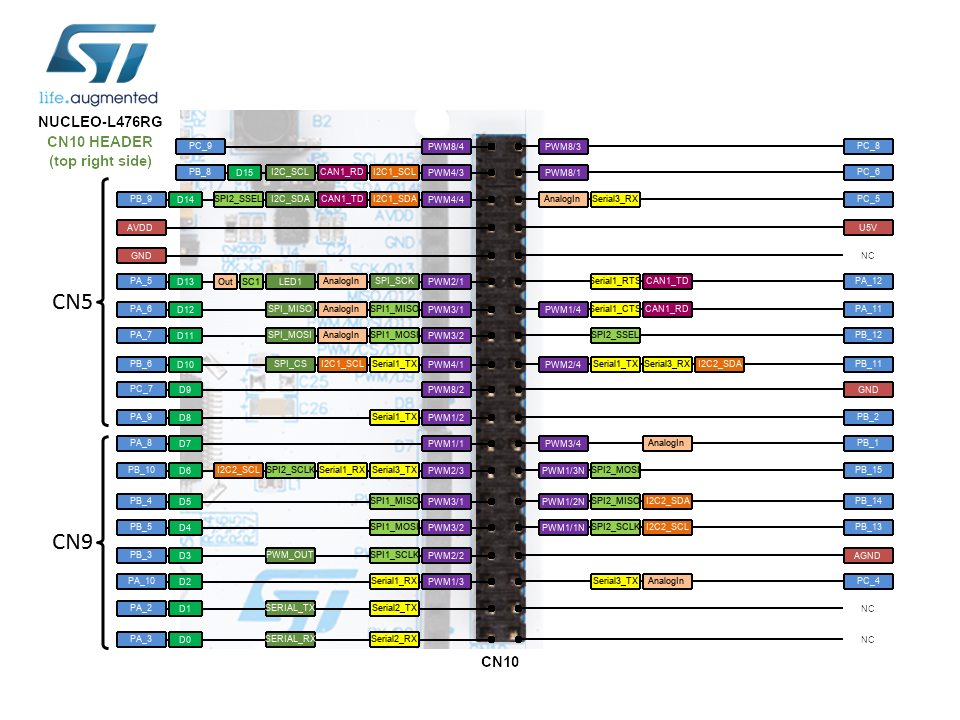 life.augmented
NUCLEO-L476RG
CN10 HEADER
(top right side)
B2
PC_9 PWM8/4 PWM8/3 PC_8
PB_8 D15 I2C_SCL CAN1_RD I2C1_SCL PWM4/3 PWM8/1 PC_6
PB_9 D14 SPI2_SSEL I2C_SDA CAN1_TD I2C1_SDA PWM4/4 AnalogIn Serial3_RX PC_5
AVDD U5V
GND NC
CN5
PA_5 D13 Out SC1 LED1 AnalogIn SPI_SCK PWM2/1 Serial1_RTS CAN1_TD PA_12
PA_6 D12 SPI_MISO AnalogIn SPI1_MISO PWM3/1 PWM1/4 Serial1_CTS CAN1_RD PA_11
PA_7 D11 SPI_MOSI AnalogIn SPI1_MOSI PWM3/2 SPI2_SSEL PB_12
PB_6 D10 SPI_CS I2C1_SCL Serial1_TX PWM4/1 PWM2/4 Serial1_TX Serial3_RX I2C2_SDA PB_11
PC_7 D9 PWM8/2 GND
PA_9 D8 Serial1_TX PWM1/2 PB_2
PA_8 D7 PWM1/1 PWM3/4 AnalogIn PB_1
PB_10 D6 I2C2_SCL SPI2_SCLK Serial1_RX Serial3_TX PWM2/3 PWM1/3N SPI2_MOSI PB_15
PB_4 D5 SPI1_MISO PWM3/1 PWM1/2N SPI2_MISO I2C2_SDA PB_14
PB_5 D4 SPI1_MOSI PWM3/2 PWM1/1N SPI2_SCLK I2C2_SCL PB_13
CN9
PB_3 D3 PWM_OUT SPI1_SCLK PWM2/2 AGND
PA_10 D2 Serial1_RX PWM1/3 Serial3_TX AnalogIn PC_4
PA_2 D1 SERIAL_TX Serial2_TX NC
PA_3 D0 SERIAL_RX Serial2_RX NC
CN10